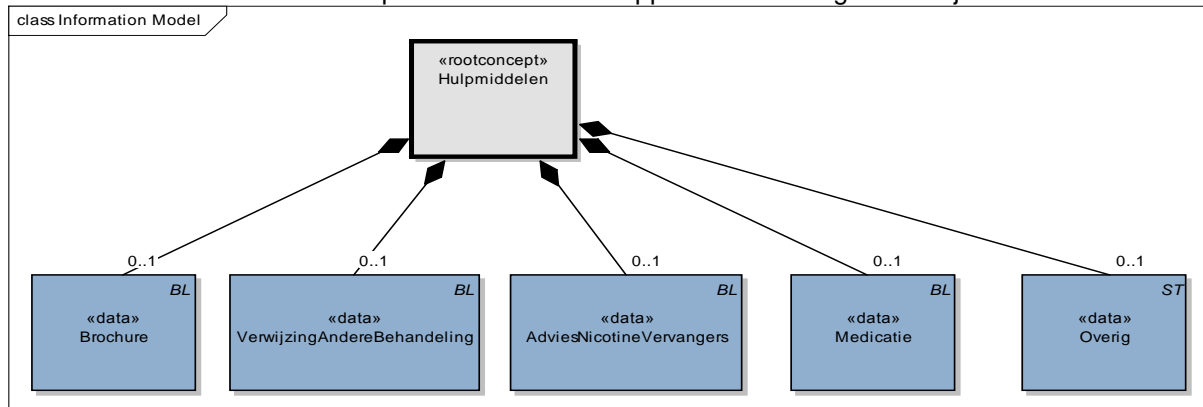 class Information Model
«rootconcept»
Hulpmiddelen
0..1 0..1 0..1 0..1 0..1
BL BL BL BL ST
«data» «data» «data» «data» «data»
Brochure VerwijzingAndereBehandeling AdviesNicotineVervangers Medicatie Overig